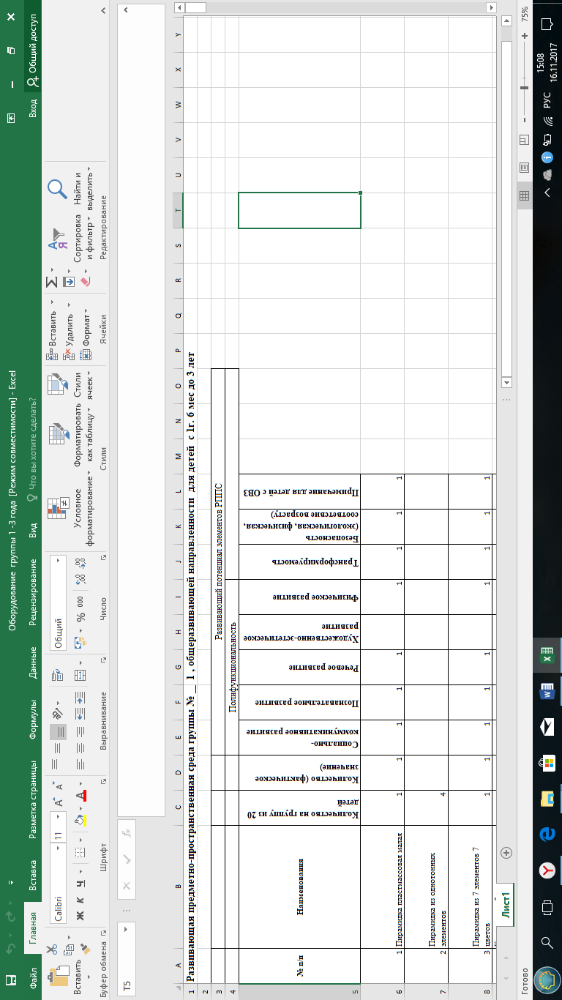 Оборудование группы 1 -3 года [Режим совместимости] - Excel
Файл
Главная
Вставка
Разметка страницы
Формулы
Данные
Рецензирование
Вид
Что вы хотите сделать?
Вход
Общий доступ
Вставить
Буфер обмена
Calibri
11
Ж К Ч
Шрифт
Выравнивание
Общий
% 000
Число
Условное форматирование
Форматировать как таблицу
Стили ячеек
Стили
Вставить
Удалить
Формат
Ячейки
Сортировка и фильтр
Найти и выделить
Редактирование
T5
fx
A B C D E F G H I J K L M N O P Q R S T U V W X Y
1 Развивающая предметно-пространственная среда группы №_ 1 , общеразвивающей направленности для детей с 1г. 6 мес до 3 лет
2
3 Развивающий потенциал элементов РППС
4 Полифункциональность
5
№ п/п
Наименования
Количество на группу из 20
детей
Количество (фактическое
значение)
Социально-
коммуникативное развитие
Познавательно развитие
Речевое развитие
Художественно-эстетическое
развитие
Физическое развитие
Трансформируемость
Безопасность
(экологическая, физическая,
соответствие возрасту)
Примечание для детей с ОВЗ
6 1 Пирамидка пластмассовая малая 1 1 1 1 1 1 1 1 1
7 2 Пирамидка из однотонных
элементов 4
8 3 Пирамидка из 7 элементов 7
цветов 1 1 1 1 1 1 1 1 1
Лист1
Готово
75%
РУС
15:08
16.11.2017